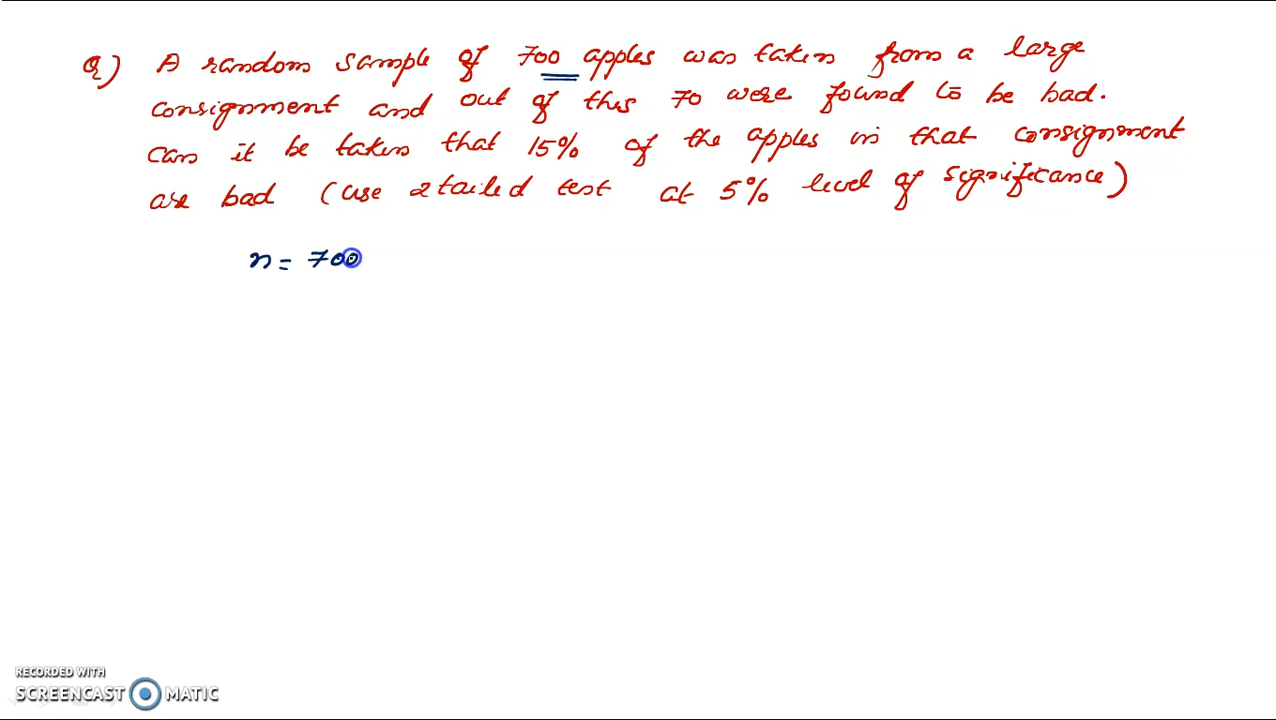 Q) A random sample of 700 apples was taken from a large
consignment and out of this 70 were found to be bad.
Can it be taken that 15% of the apples in that consignment
are bad (use 2 tailed test at 5% level of significance)
n = 700
RECORDED WITH
SCREENCAST MATIC